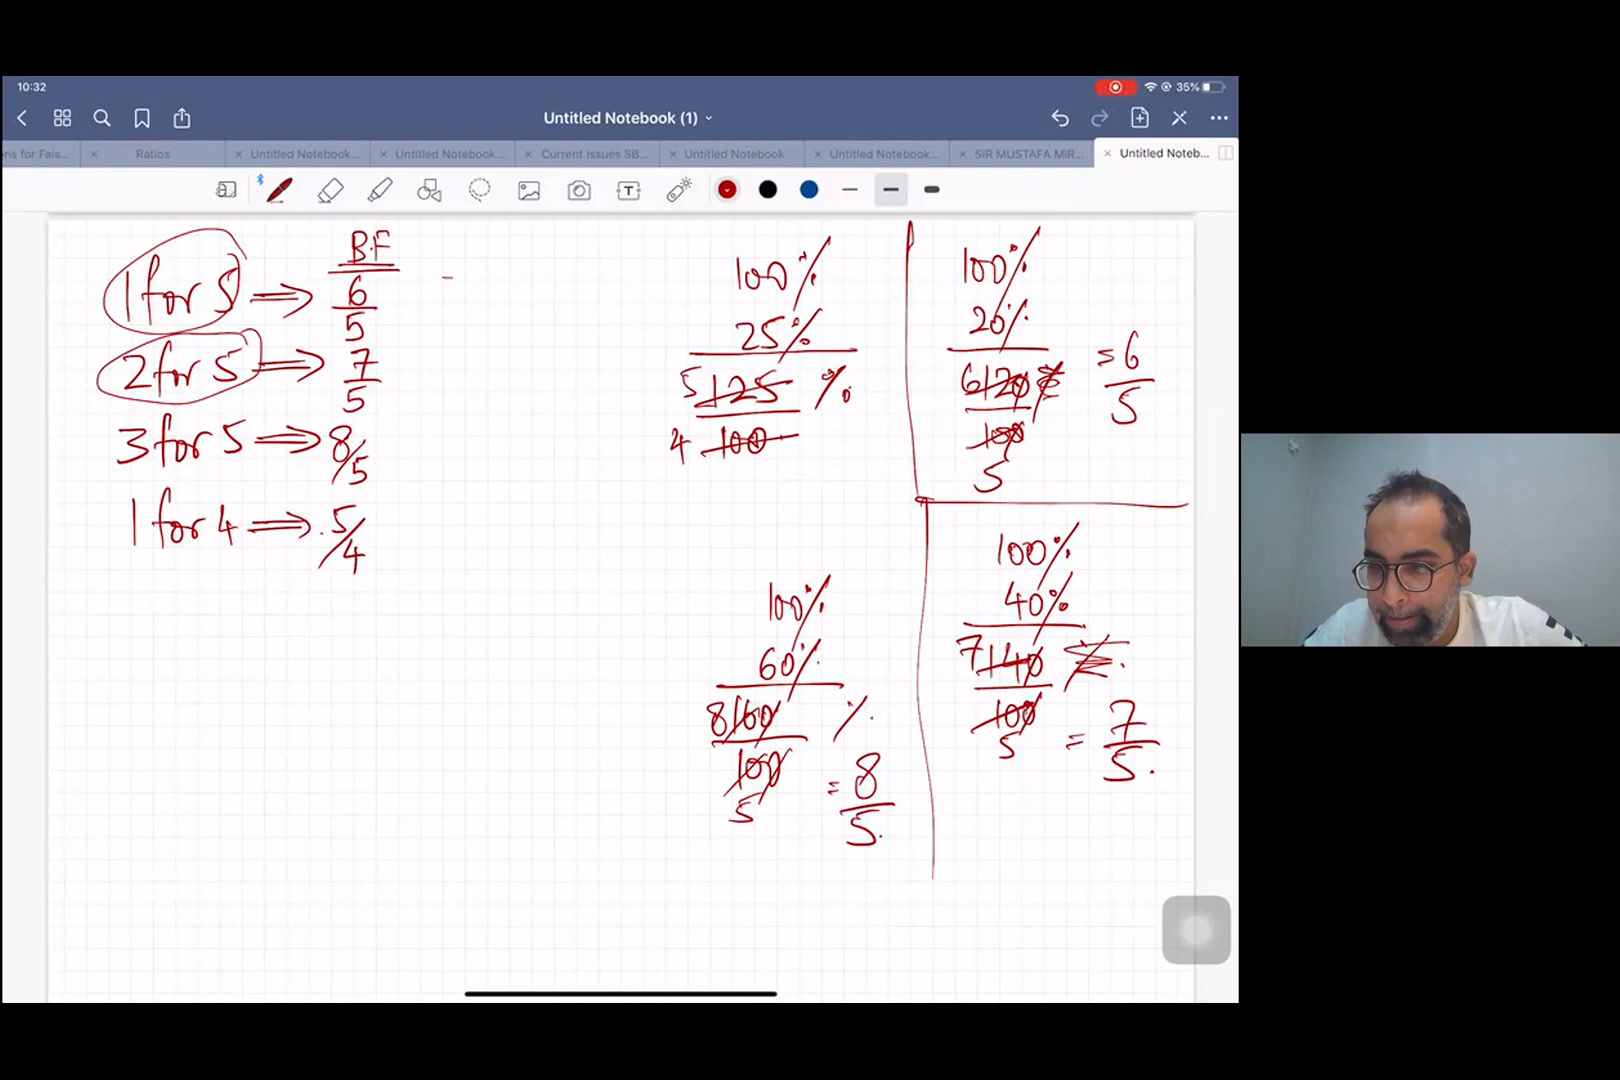 10:32
35%
Untitled Notebook (1)
ns for Fais...
Ratios
Untitled Notebook...
Untitled Notebook...
Current issues SB...
Untitled Notebook
Untitled Notebook...
SIR MUSTAFA MIR...
Untitled Noteb...
B.F
1 for 5 ⟹ 6/5
2 for 5 ⟹ 7/5
3 for 5 ⟹ 8/5
1 for 4 ⟹ 5/4
100%
25%
5 125 %
4 100
100%
20%
6 120 %
100
5
= 6/5
100%
60%
8 160 %
100
5
= 8/5
100%
40%
7 140 %
100
5
= 7/5